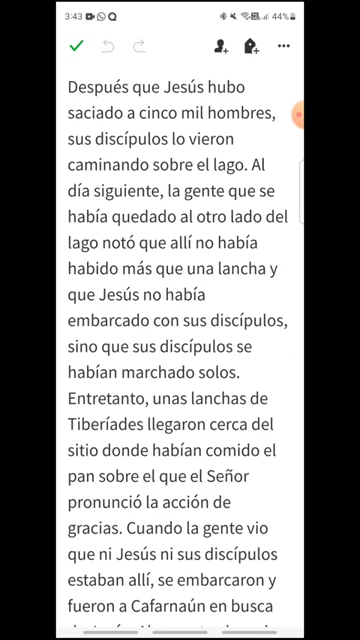 3:43
44%
Después que Jesús hubo
saciado a cinco mil hombres,
sus discípulos lo vieron
caminando sobre el lago. Al
día siguiente, la gente que se
había quedado al otro lado del
lago notó que allí no había
habido más que una lancha y
que Jesús no había
embarcado con sus discípulos,
sino que sus discípulos se
habían marchado solos.
Entretanto, unas lanchas de
Tiberíades llegaron cerca del
sitio donde habían comido el
pan sobre el que el Señor
pronunció la acción de
gracias. Cuando la gente vio
que ni Jesús ni sus discípulos
estaban allí, se embarcaron y
fueron a Cafarnaún en busca